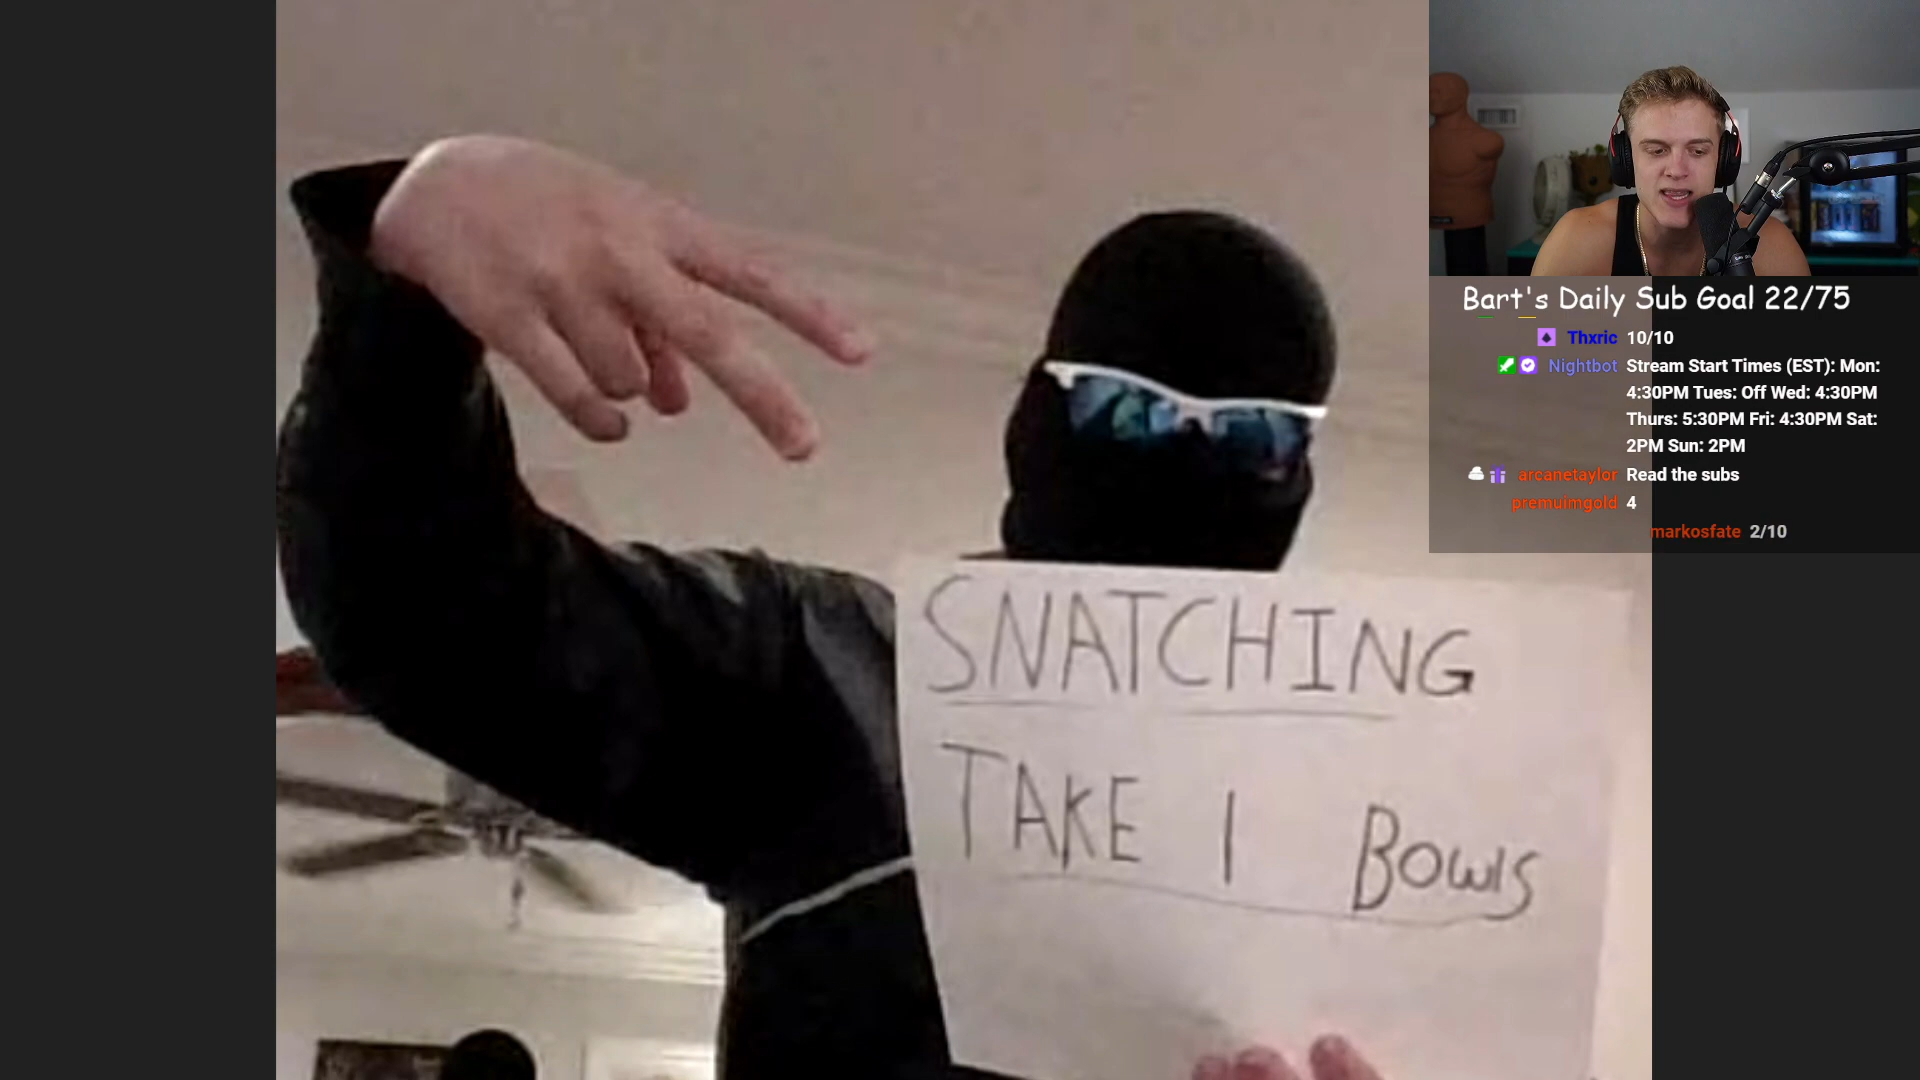 SNATCHING
TAKE 1 BOWLS
Bart's Daily Sub Goal 22/75
Thxric 10/10
Nightbot Stream Start Times (EST): Mon:
4:30PM Tues: Off Wed: 4:30PM
Thurs: 5:30PM Fri: 4:30PM Sat:
2PM Sun: 2PM
arcanetaylor Read the subs
premuimgold 4
markosfate 2/10